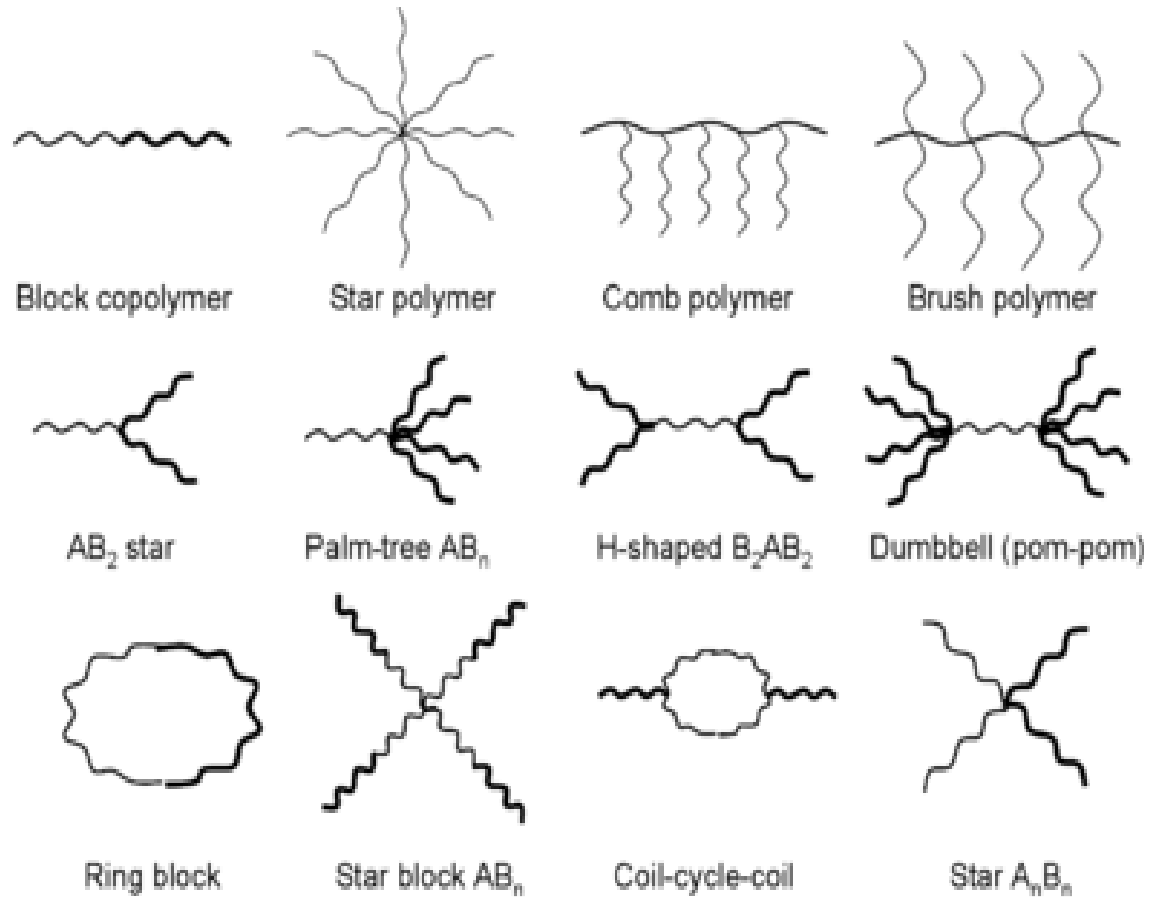 Block copolymer
Star polymer
Comb polymer
Brush polymer
AB₂ star
Palm-tree ABₙ
H-shaped B₂AB₂
Dumbbell (pom-pom)
Ring block
Star block ABₙ
Coil-cycle-coil
Star AₙBₙ